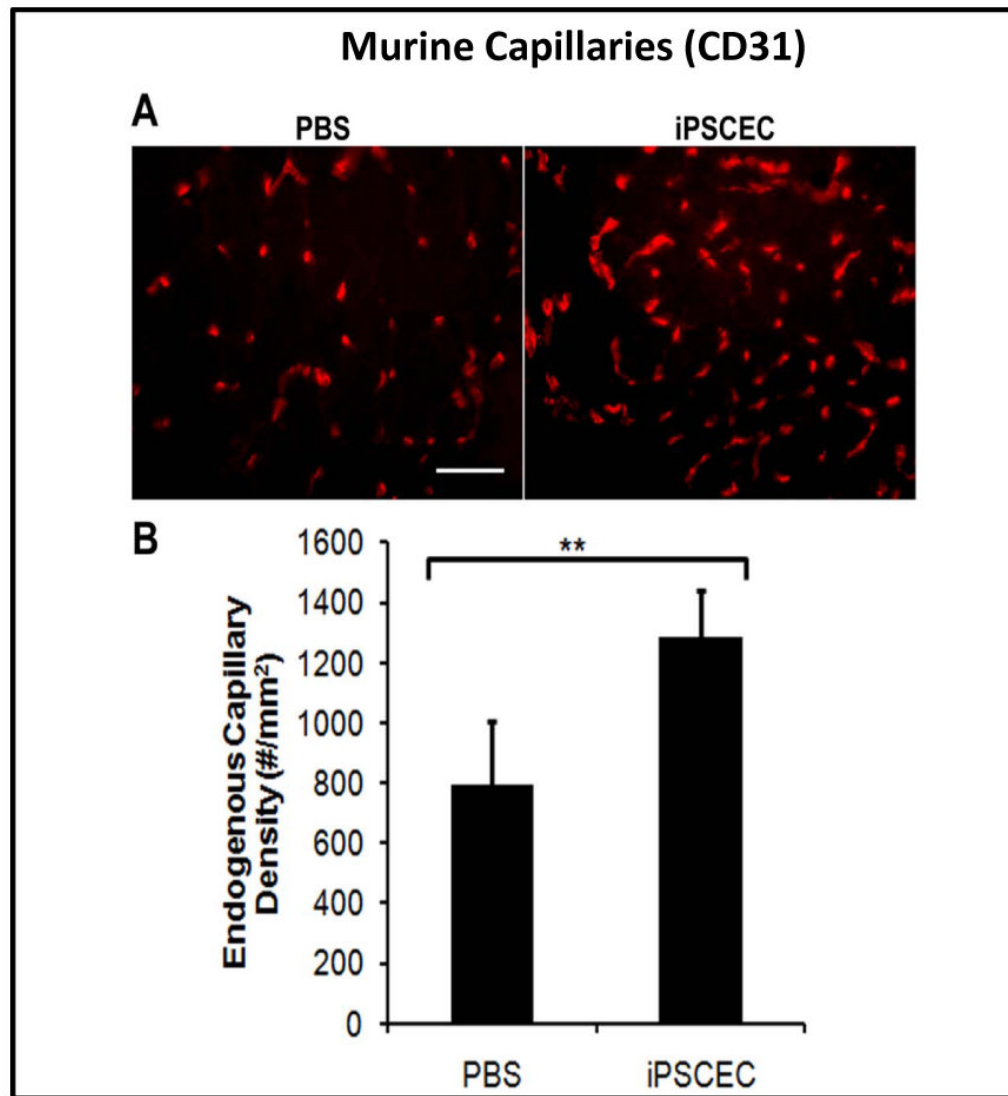 Murine Capillaries (CD31)
A
PBS
iPSCEC
B
**
1600
1400
1200
1000
800
600
400
200
0
Endogenous Capillary
Density (#/mm²)
PBS
iPSCEC